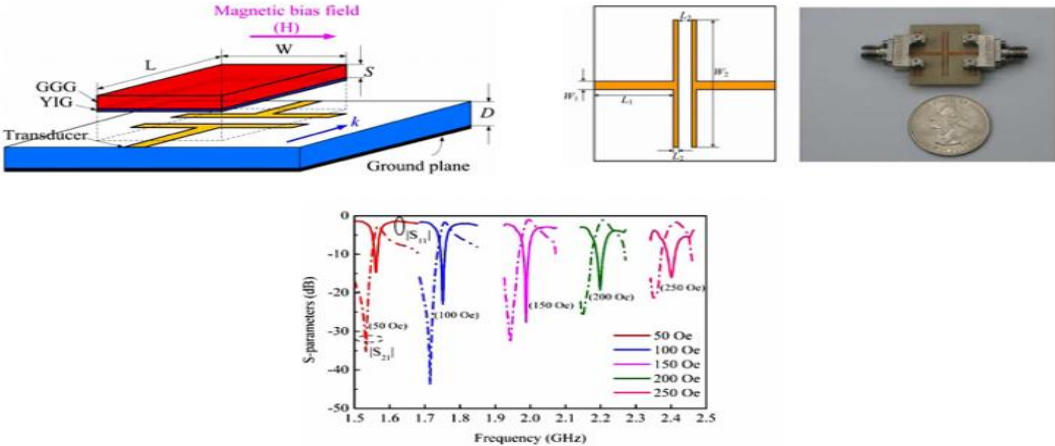 Magnetic bias field
(H)
W
L
S
GGG
YIG
D
Transducer
k
Ground plane
L₂
W₂
W₁
L₁
L₂
S-parameters (dB)
0
-10
-20
-30
-40
-50
|S₁₁|
|S₂₁|
(50 Oe)
(100 Oe)
(150 Oe)
(200 Oe)
(250 Oe)
50 Oe
100 Oe
150 Oe
200 Oe
250 Oe
1.5 1.6 1.7 1.8 1.9 2.0 2.1 2.2 2.3 2.4 2.5
Frequency (GHz)